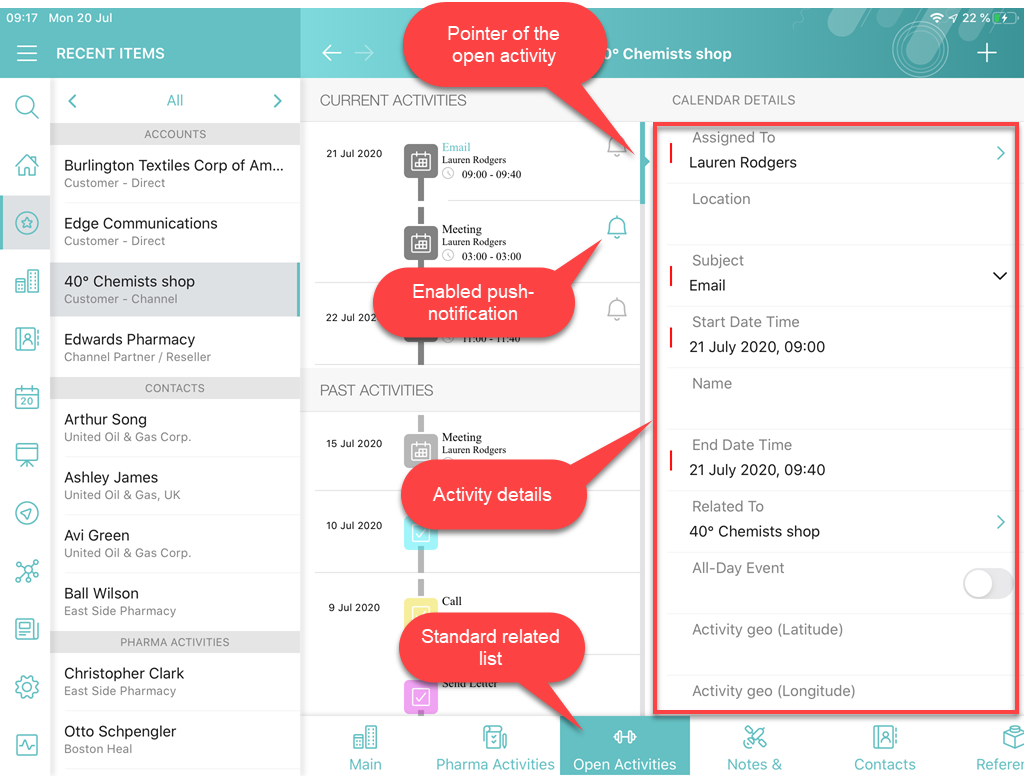 09:17 Mon 20 Jul
22 %
RECENT ITEMS
0° Chemists shop
Pointer of the
open activity
All
ACCOUNTS
Burlington Textiles Corp of Am...
Customer - Direct
Edge Communications
Customer - Direct
40° Chemists shop
Customer - Channel
Edwards Pharmacy
Channel Partner / Reseller
CONTACTS
Arthur Song
United Oil & Gas Corp.
Ashley James
United Oil & Gas, UK
Avi Green
United Oil & Gas Corp.
Ball Wilson
East Side Pharmacy
PHARMA ACTIVITIES
Christopher Clark
East Side Pharmacy
Otto Schpengler
Boston Heal
20
CURRENT ACTIVITIES
21 Jul 2020
Email
Lauren Rodgers
09:00 - 09:40
Meeting
Lauren Rodgers
03:00 - 03:00
Enabled push-
notification
22 Jul 202
11:00 - 11:40
PAST ACTIVITIES
15 Jul 2020
Meeting
Lauren Rodgers
Activity details
10 Jul 2020
9 Jul 2020
Call
Standard related
list
Send Letter
CALENDAR DETAILS
Assigned To
Lauren Rodgers
Location
Subject
Email
Start Date Time
21 July 2020, 09:00
Name
End Date Time
21 July 2020, 09:40
Related To
40° Chemists shop
All-Day Event
Activity geo (Latitude)
Activity geo (Longitude)
Main
Pharma Activities
Open Activities
Notes &
Contacts
Referen